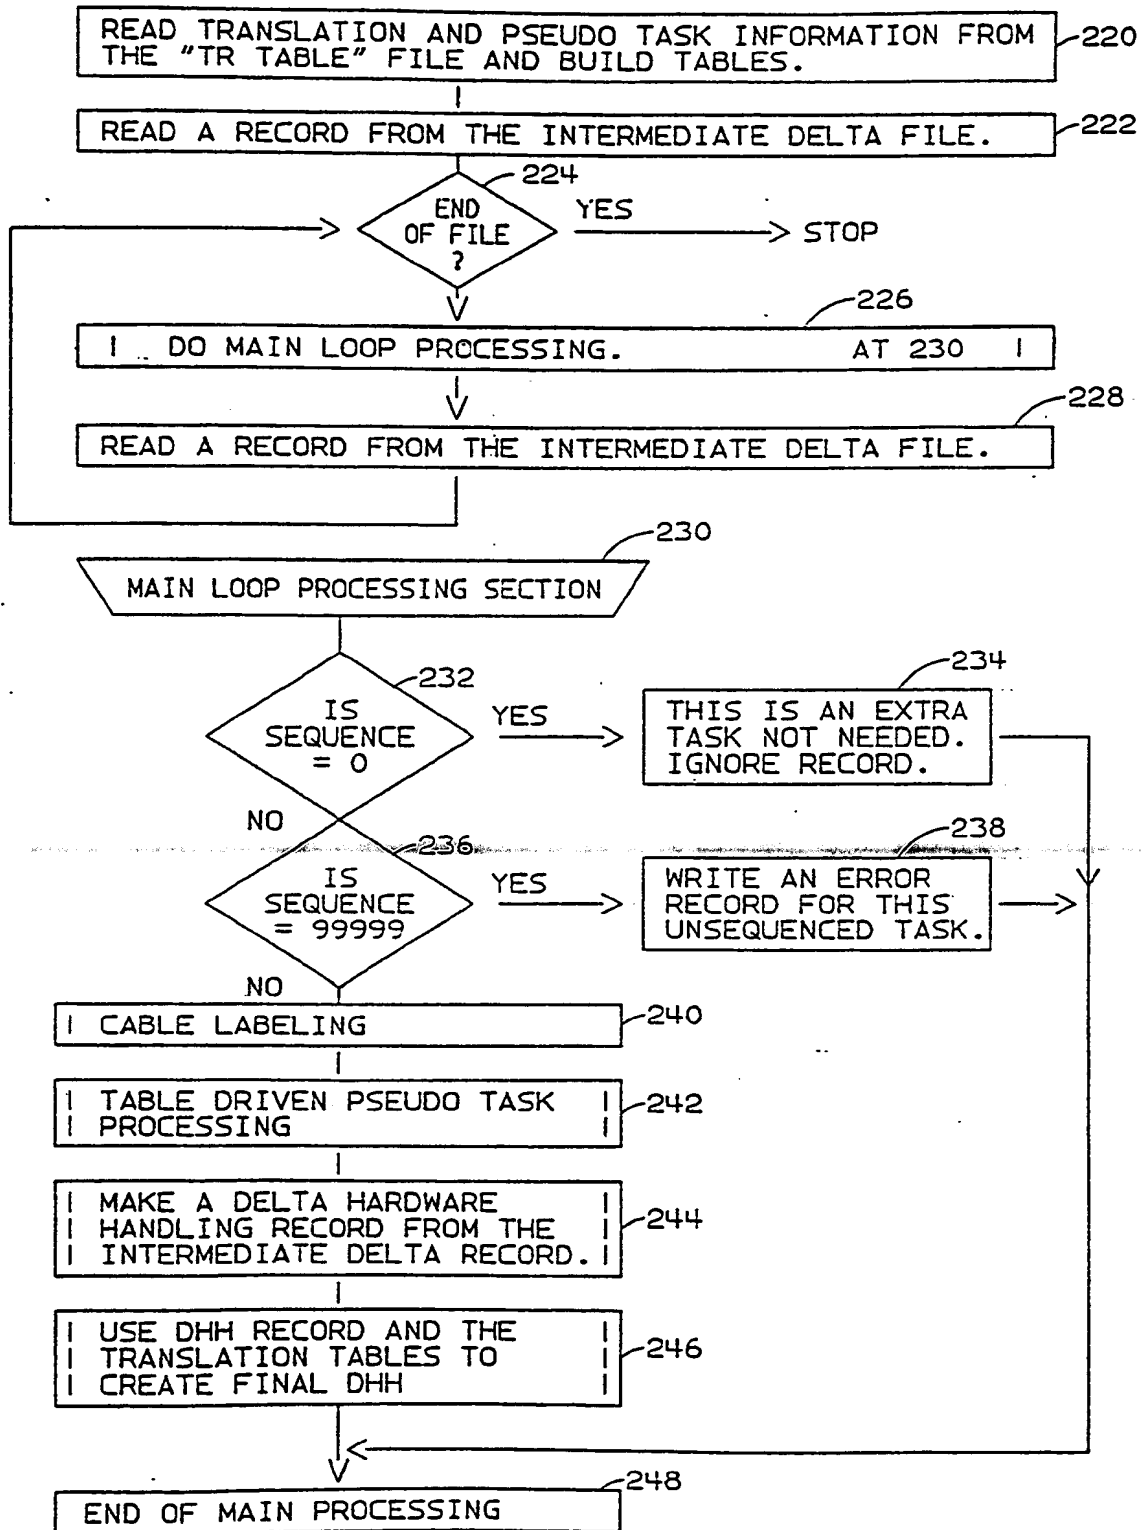 READ TRANSLATION AND PSEUDO TASK INFORMATION FROM
THE "TR TABLE" FILE AND BUILD TABLES.
220
READ A RECORD FROM THE INTERMEDIATE DELTA FILE.
222
224
END
OF FILE
?
YES
STOP
226
DO MAIN LOOP PROCESSING. AT 230
228
READ A RECORD FROM THE INTERMEDIATE DELTA FILE.
230
MAIN LOOP PROCESSING SECTION
232
IS
SEQUENCE
= 0
YES
234
THIS IS AN EXTRA
TASK NOT NEEDED.
IGNORE RECORD.
NO
236
IS
SEQUENCE
= 99999
YES
238
WRITE AN ERROR
RECORD FOR THIS
UNSEQUENCED TASK.
NO
CABLE LABELING
240
TABLE DRIVEN PSEUDO TASK
PROCESSING
242
MAKE A DELTA HARDWARE
HANDLING RECORD FROM THE
INTERMEDIATE DELTA RECORD.
244
USE DHH RECORD AND THE
TRANSLATION TABLES TO
CREATE FINAL DHH
246
248
END OF MAIN PROCESSING